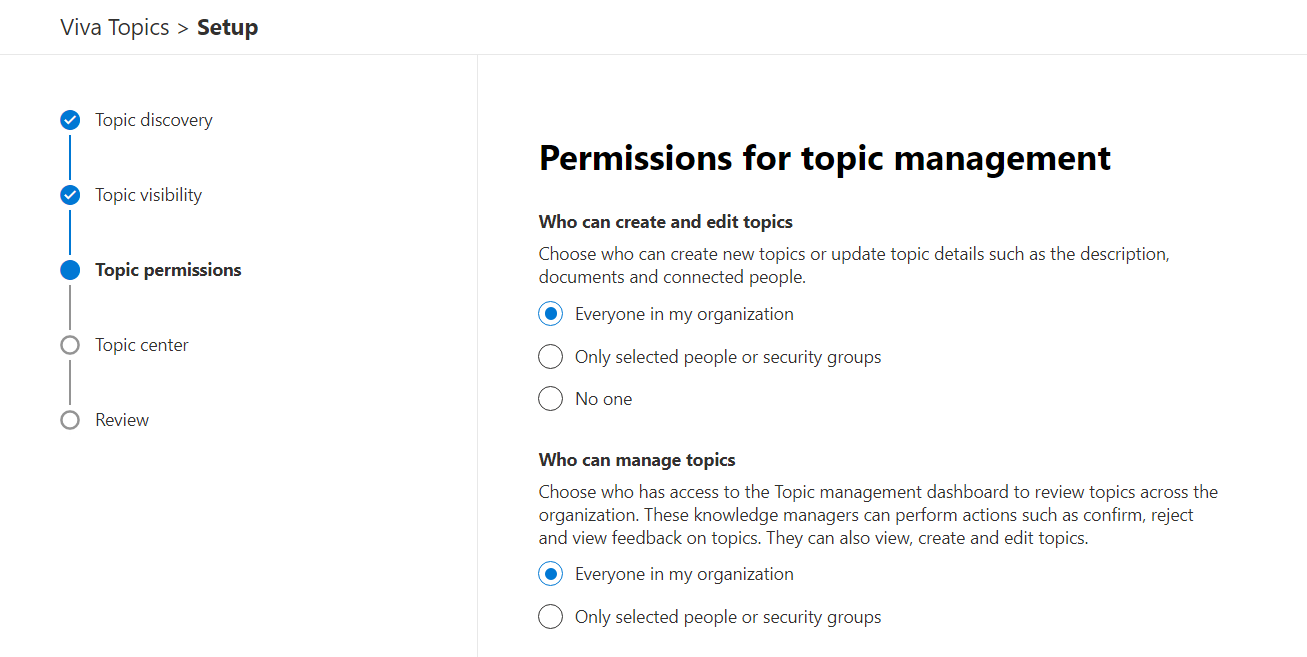 Viva Topics > Setup
Topic discovery
Topic visibility
Topic permissions
Topic center
Review
Permissions for topic management
Who can create and edit topics
Choose who can create new topics or update topic details such as the description,
documents and connected people.
Everyone in my organization
Only selected people or security groups
No one
Who can manage topics
Choose who has access to the Topic management dashboard to review topics across the
organization. These knowledge managers can perform actions such as confirm, reject
and view feedback on topics. They can also view, create and edit topics.
Everyone in my organization
Only selected people or security groups